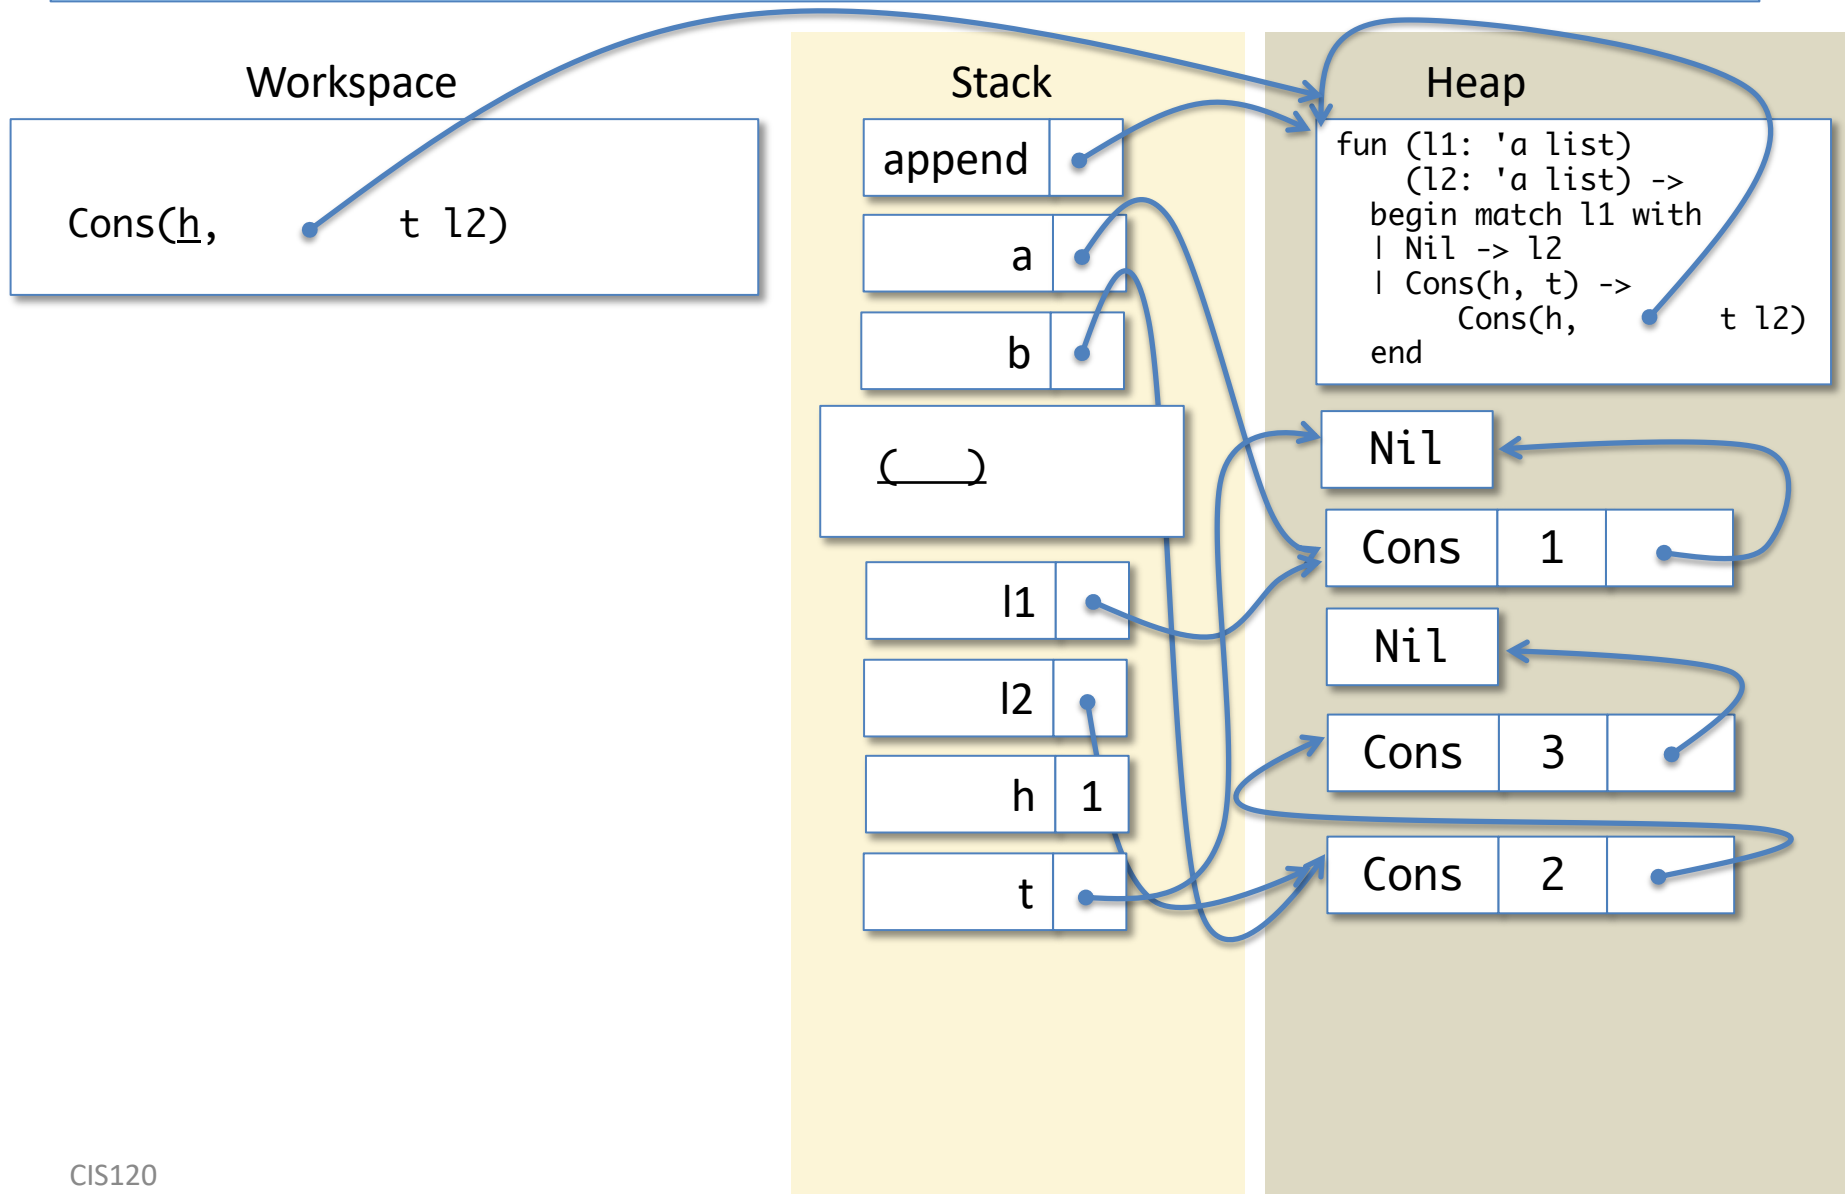 Workspace
Cons(h, t l2)
Stack
append
a
b
(    )
l1
l2
h 1
t
Heap
fun (l1: 'a list)
(l2: 'a list) ->
begin match l1 with
| Nil -> l2
| Cons(h, t) ->
Cons(h, t l2)
end
Nil
Cons 1
Nil
Cons 3
Cons 2
CIS120